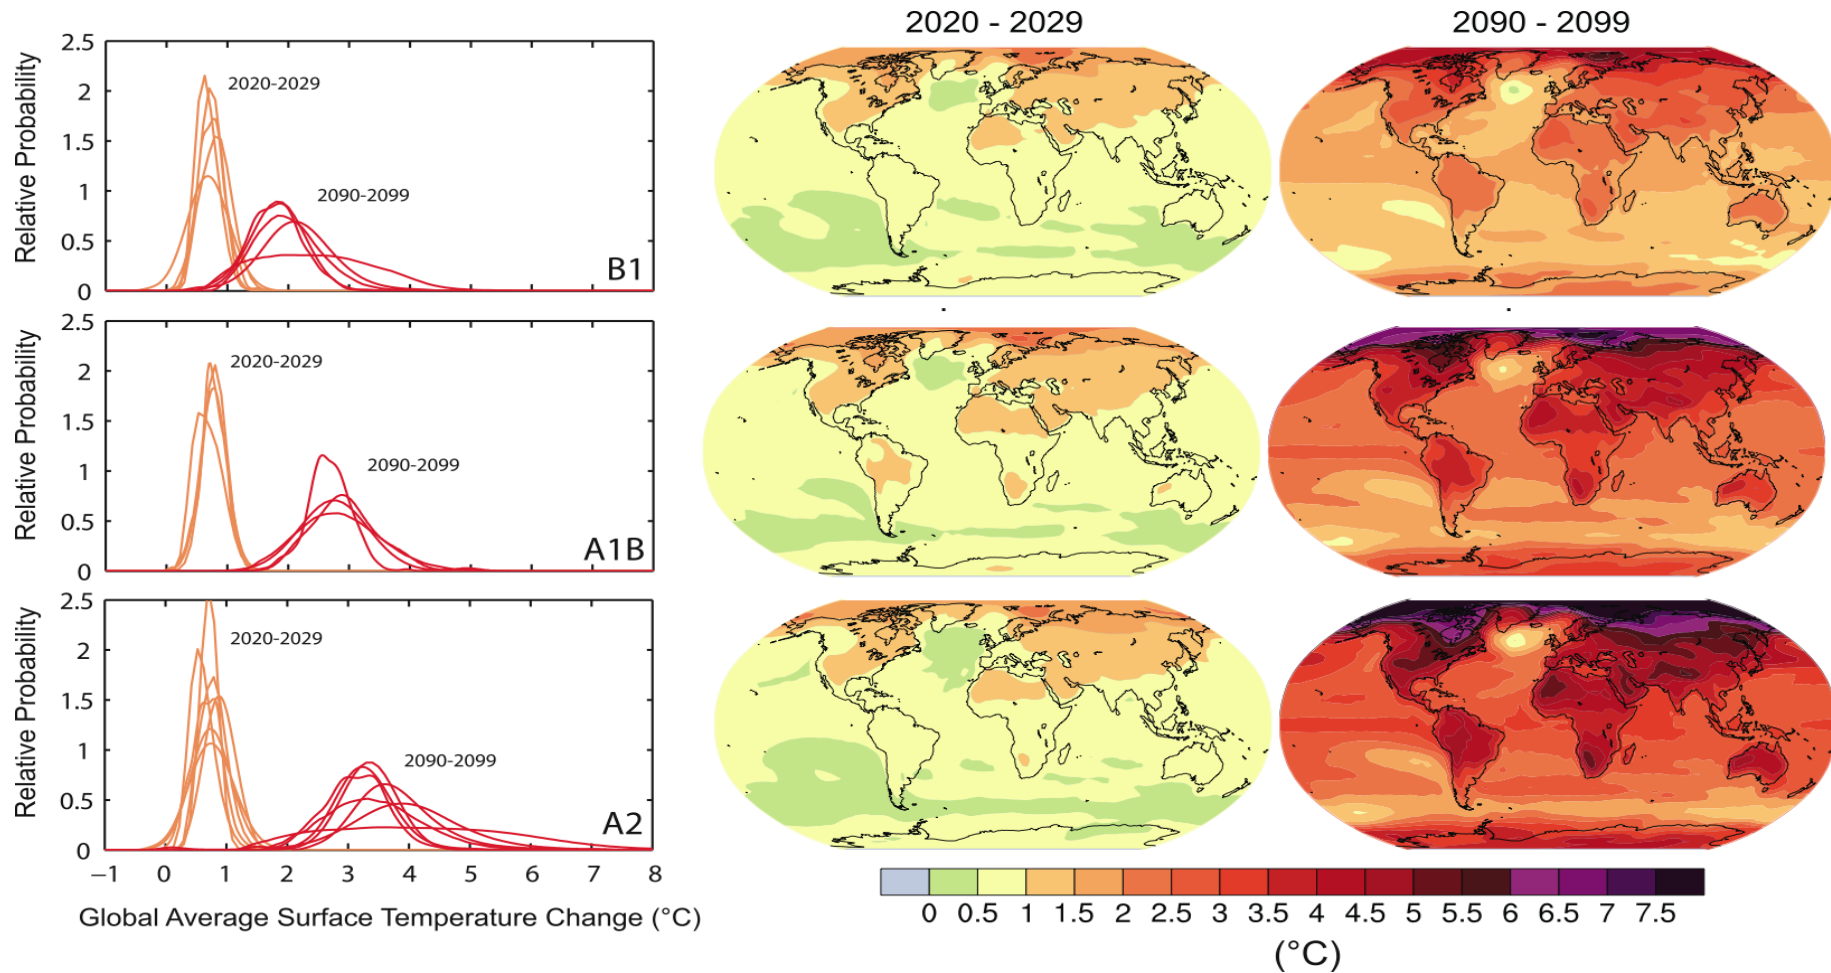 2020 - 2029
2090 - 2099
2.5
2
1.5
1
0.5
0
Relative Probability
2020-2029
2090-2099
B1
2.5
2
1.5
1
0.5
0
Relative Probability
2020-2029
2090-2099
A1B
2.5
2
1.5
1
0.5
0
Relative Probability
2020-2029
2090-2099
A2
−1 0 1 2 3 4 5 6 7 8
Global Average Surface Temperature Change (°C)
0 0.5 1 1.5 2 2.5 3 3.5 4 4.5 5 5.5 6 6.5 7 7.5
(°C)